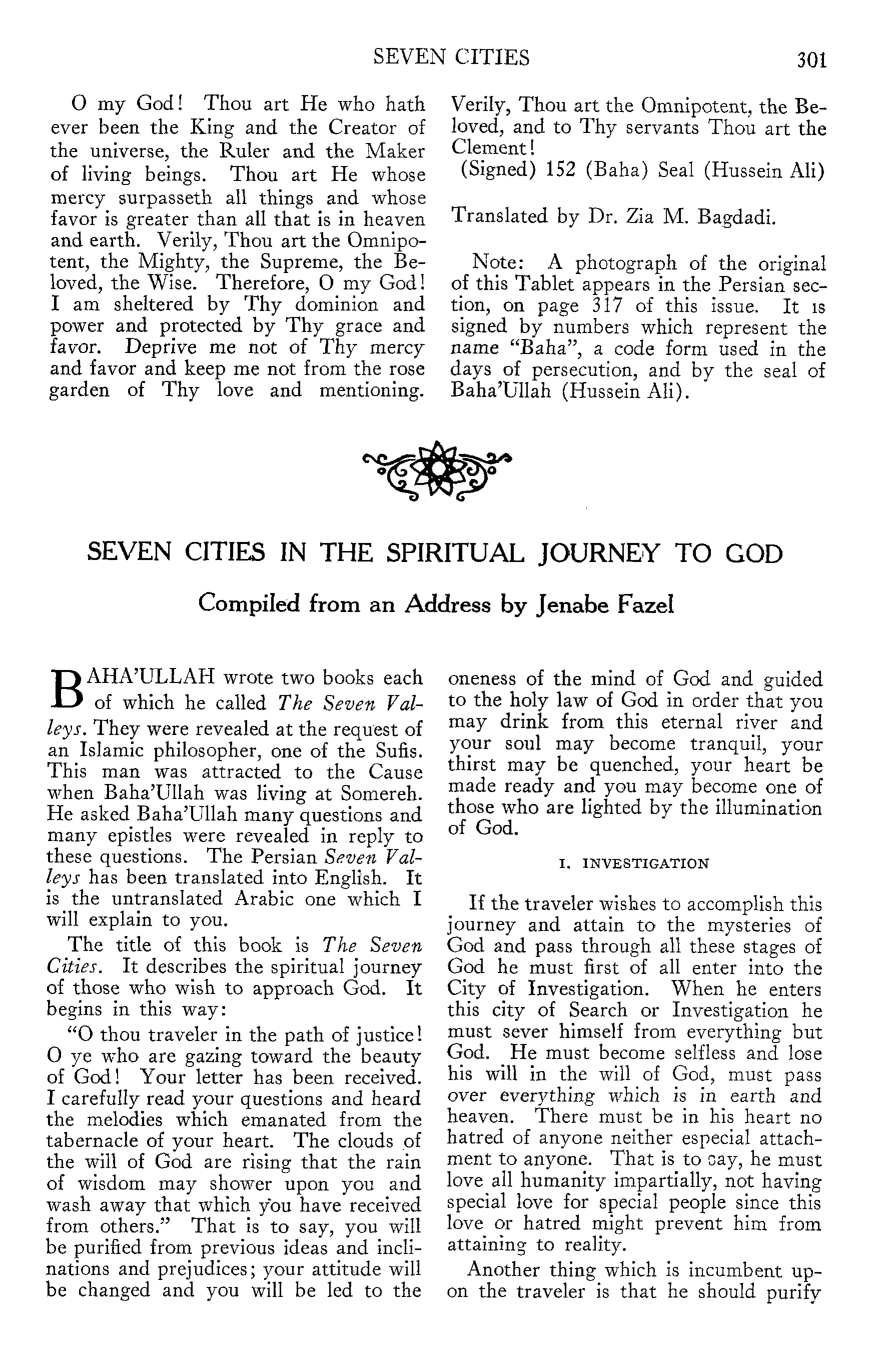 SEVEN CITIES 301
O my God! Thou art He who hath
ever been the King and the Creator of
the universe, the Ruler and the Maker
of living beings. Thou art He whose
mercy surpasseth all things and whose
favor is greater than all that is in heaven
and earth. Verily, Thou art the Omnipo-
tent, the Mighty, the Supreme, the Be-
loved, the Wise. Therefore, O my God!
I am sheltered by Thy dominion and
power and protected by Thy grace and
favor. Deprive me not of Thy mercy
and favor and keep me not from the rose
garden of Thy love and mentioning.
Verily, Thou art the Omnipotent, the Be-
loved, and to Thy servants Thou art the
Clement!
(Signed) 152 (Baha) Seal (Hussein Ali)
Translated by Dr. Zia M. Bagdadi.
Note: A photograph of the original
of this Tablet appears in the Persian sec-
tion, on page 317 of this issue. It is
signed by numbers which represent the
name "Baha", a code form used in the
days of persecution, and by the seal of
Baha'Ullah (Hussein Ali).
SEVEN CITIES IN THE SPIRITUAL JOURNEY TO GOD
Compiled from an Address by Jenabe Fazel
BAHA'ULLAH wrote two books each
of which he called The Seven Val-
leys. They were revealed at the request of
an Islamic philosopher, one of the Sufis.
This man was attracted to the Cause
when Baha'Ullah was living at Somereh.
He asked Baha'Ullah many questions and
many epistles were revealed in reply to
these questions. The Persian Seven Val-
leys has been translated into English. It
is the untranslated Arabic one which I
will explain to you.
The title of this book is The Seven
Cities. It describes the spiritual journey
of those who wish to approach God. It
begins in this way:
"O thou traveler in the path of justice!
O ye who are gazing toward the beauty
of God! Your letter has been received.
I carefully read your questions and heard
the melodies which emanated from the
tabernacle of your heart. The clouds of
the will of God are rising that the rain
of wisdom may shower upon you and
wash away that which you have received
from others." That is to say, you will
be purified from previous ideas and incli-
nations and prejudices; your attitude will
be changed and you will be led to the
oneness of the mind of God and guided
to the holy law of God in order that you
may drink from this eternal river and
your soul may become tranquil, your
thirst may be quenched, your heart be
made ready and you may become one of
those who are lighted by the illumination
of God.
I. INVESTIGATION
If the traveler wishes to accomplish this
journey and attain to the mysteries of
God and pass through all these stages of
God he must first of all enter into the
City of Investigation. When he enters
this city of Search or Investigation he
must sever himself from everything but
God. He must become selfless and lose
his will in the will of God, must pass
over everything which is in earth and
heaven. There must be in his heart no
hatred of anyone neither especial attach-
ment to anyone. That is to say, he must
love all humanity impartially, not having
special love for special people since this
love or hatred might prevent him from
attaining to reality.
Another thing which is incumbent up-
on the traveler is that he should purify